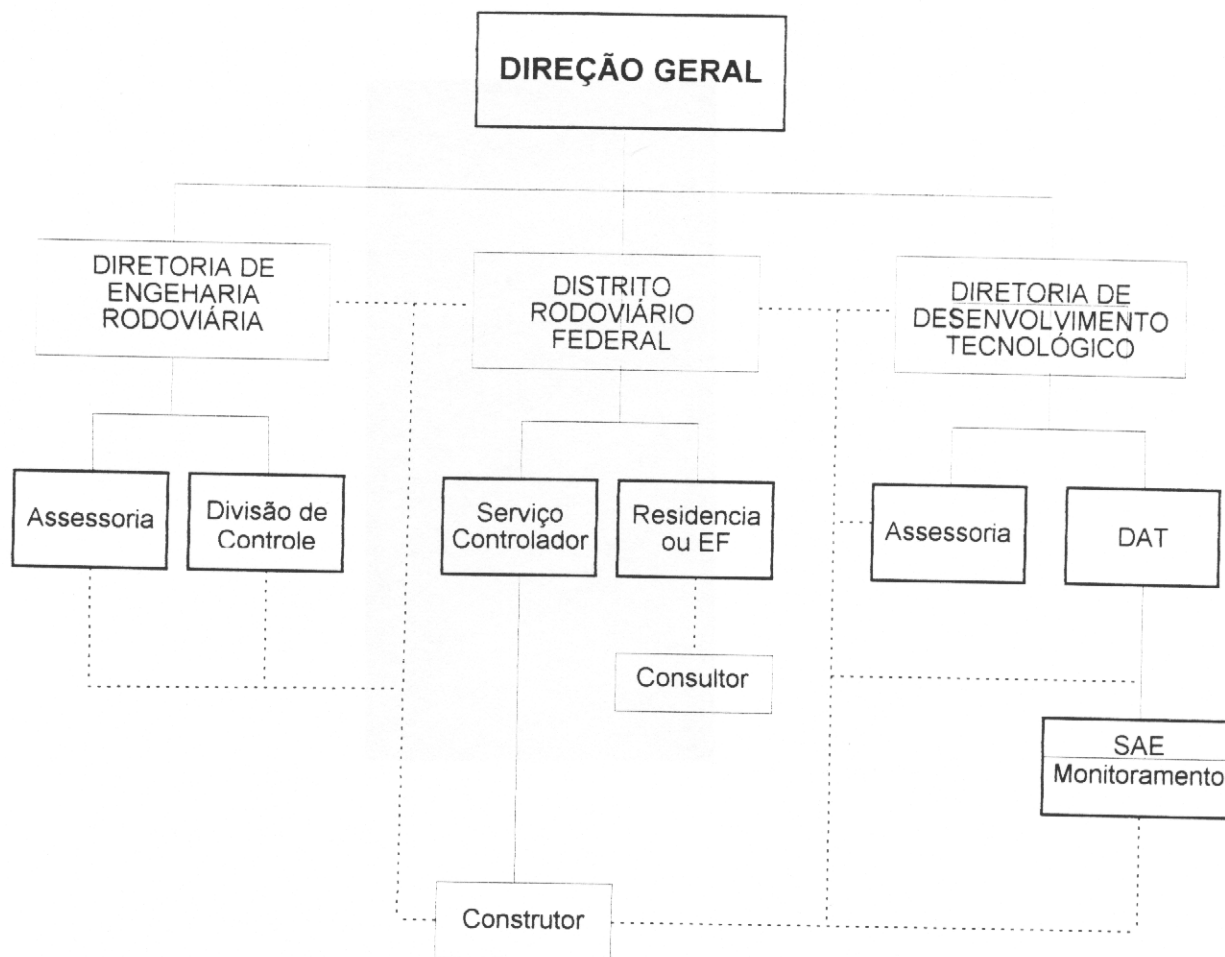 DIREÇÃO GERAL
DIRETORIA DE
ENGEHARIA
RODOVIÁRIA
DISTRITO
RODOVIÁRIO
FEDERAL
DIRETORIA DE
DESENVOLVIMENTO
TECNOLÓGICO
Assessoria
Divisão de
Controle
Serviço
Controlador
Residencia
ou EF
Assessoria
DAT
Consultor
SAE
Monitoramento
Construtor